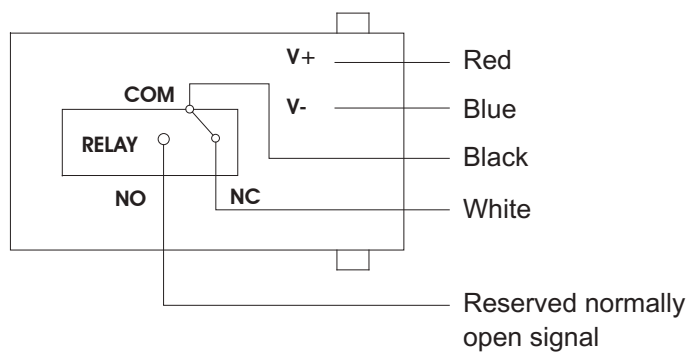 V+
Red
COM
V-
Blue
RELAY
Black
NO
NC
White
Reserved normally
open signal